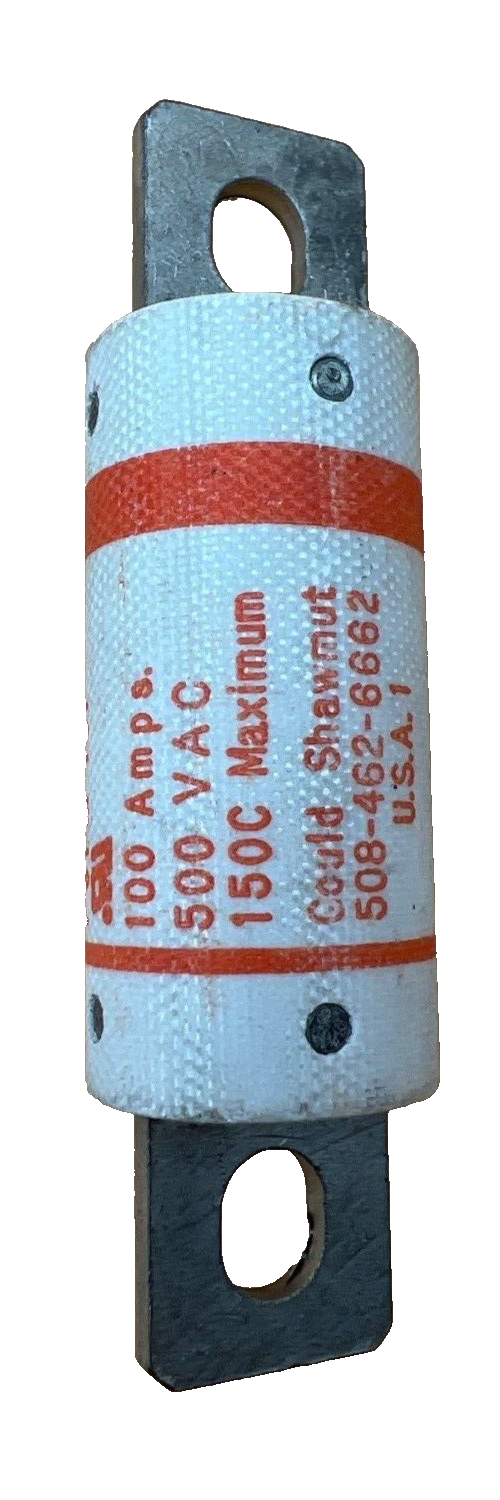 100 Amps.
500 VAC
150C Maximum
Gould Shawmut
508-462-6662
U.S.A. 1